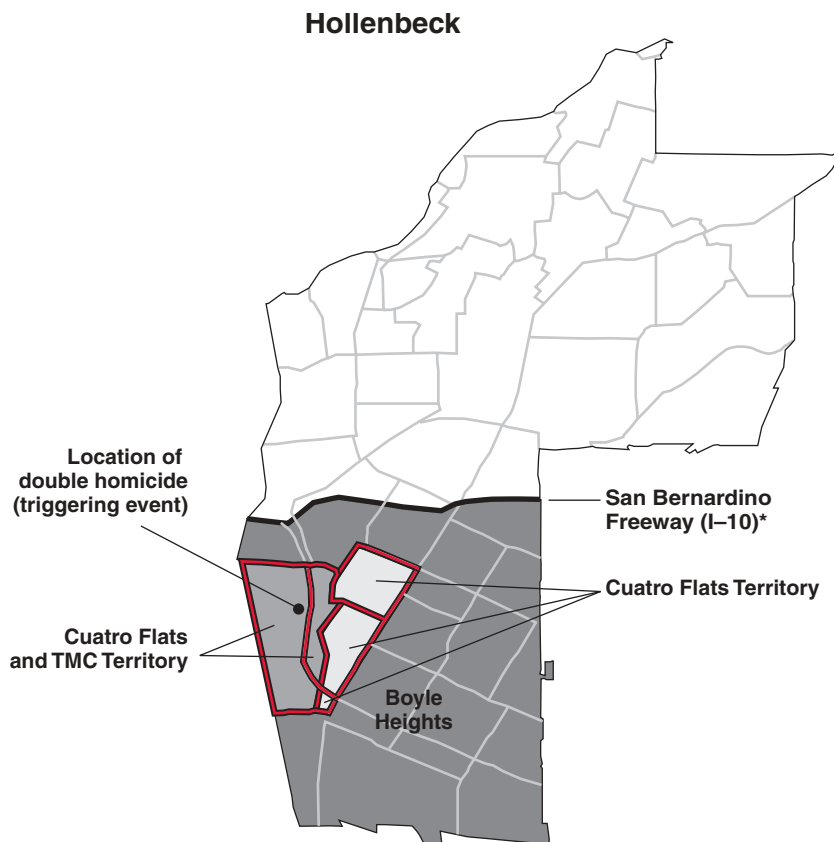 Hollenbeck
Location of
double homicide
(triggering event)
San Bernardino
Freeway (I–10)*
Cuatro Flats Territory
Cuatro Flats
and TMC Territory
Boyle
Heights